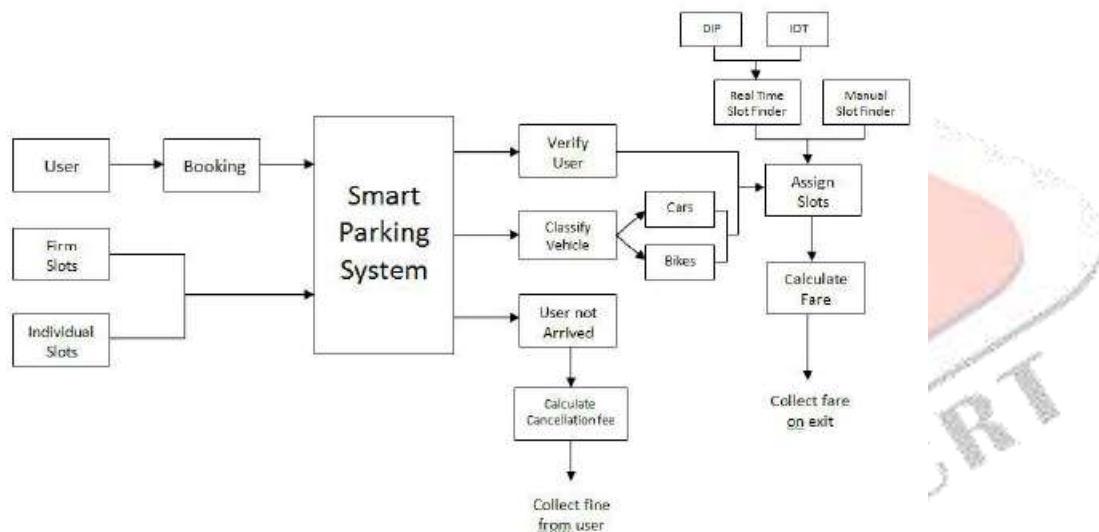 DIP
IOT
Real Time
Slot Finder
Manual
Slot Finder
User
Booking
Smart
Parking
System
Verify
User
Assign
Slots
Cars
Classify
Vehicle
Bikes
Firm
Slots
Calculate
Fare
Individual
Slots
User not
Arrived
Calculate
Cancellation fee
Collect fare
on exit
Collect fine
from user
CRT